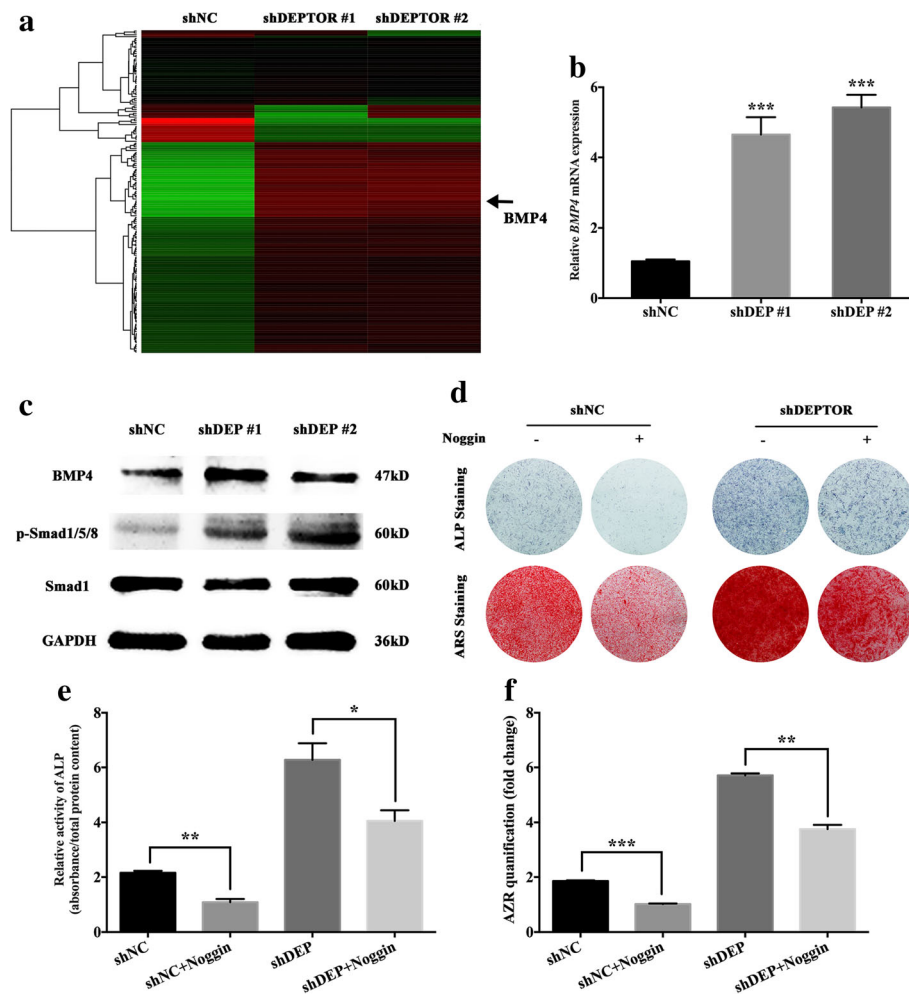 a
shNC shDEPTOR #1 shDEPTOR #2
BMP4
b
***
***
Relative BMP4 mRNA expression
6
4
2
0
shNC shDEP #1 shDEP #2
c
shNC shDEP #1 shDEP #2
BMP4 47kD
p-Smad1/5/8 60kD
Smad1 60kD
GAPDH 36kD
d
shNC shDEPTOR
Noggin - + - +
ALP Staining
ARS Staining
e
Relative activity of ALP
(absorbance/total protein content)
8
6
4
2
0
**
*
shNC shNC+Noggin shDEP shDEP+Noggin
f
AZR quanification (fold change)
8
6
4
2
0
***
**
shNC shNC+Noggin shDEP shDEP+Noggin